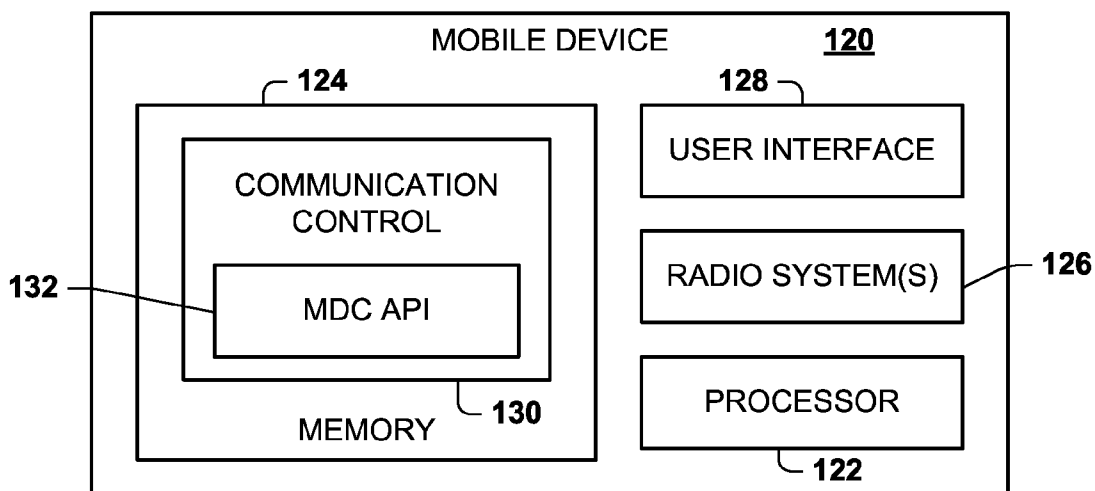 MOBILE DEVICE 120
124
128
USER INTERFACE
COMMUNICATION
CONTROL
132
MDC API
RADIO SYSTEM(S)
126
130
MEMORY
PROCESSOR
122